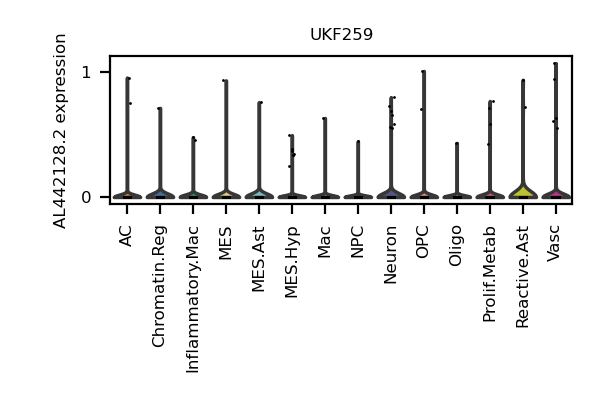 UKF259
AL442128.2 expression
1
0
AC
Chromatin.Reg
Inflammatory.Mac
MES
MES.Ast
MES.Hyp
Mac
NPC
Neuron
OPC
Oligo
Prolif.Metab
Reactive.Ast
Vasc